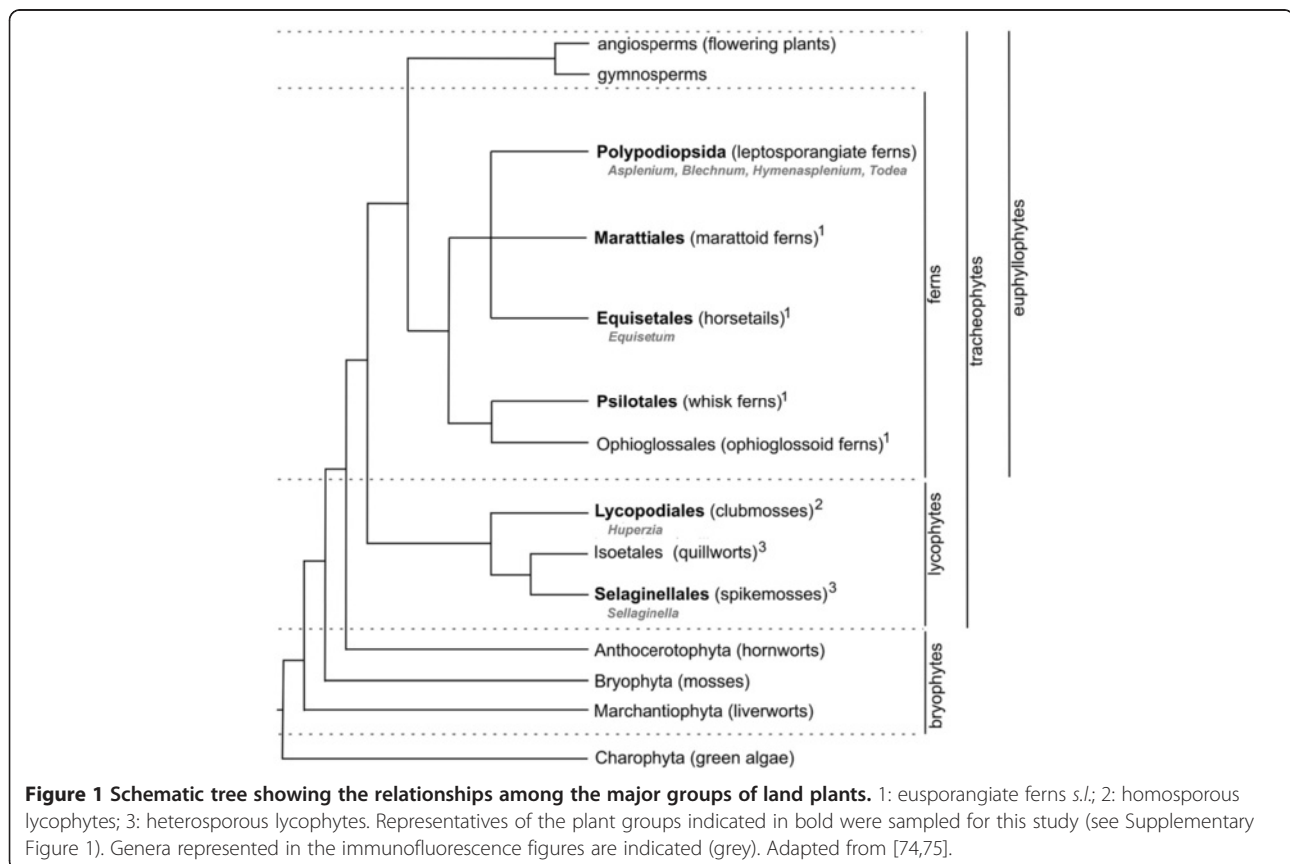 angiosperms (flowering plants)
gymnosperms
Polypodiopsida (leptosporangiate ferns)
Asplenium, Blechnum, Hymenasplenium, Todea
Marattiales (marattoid ferns)1
Equisetales (horsetails)1
Equisetum
Psilotales (whisk ferns)1
Ophioglossales (ophioglossoid ferns)1
Lycopodiales (clubmosses)2
Huperzia
Isoetales (quillworts)3
Selaginellales (spikemosses)3
Sellaginella
Anthocerotophyta (hornworts)
Bryophyta (mosses)
Marchantiophyta (liverworts)
Charophyta (green algae)
ferns
lycophytes
bryophytes
tracheophytes
euphyllophytes
Figure 1 Schematic tree showing the relationships among the major groups of land plants. 1: eusporangiate ferns s.l.; 2: homosporous
lycophytes; 3: heterosporous lycophytes. Representatives of the plant groups indicated in bold were sampled for this study (see Supplementary
Figure 1). Genera represented in the immunofluorescence figures are indicated (grey). Adapted from [74,75].